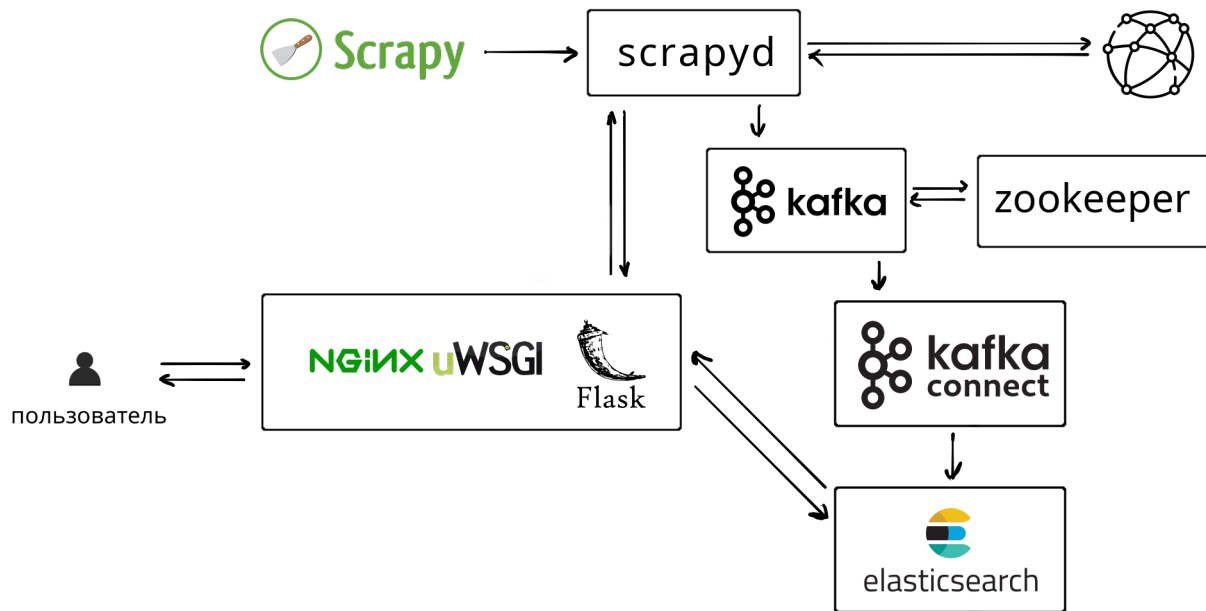 Scrapy
scrapyd
kafka
zookeeper
NGiNX uWSGI
Flask
kafka
connect
пользователь
elasticsearch